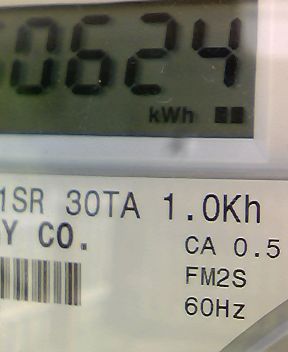 0624
kWh
1SR 30TA 1.0Kh
Y CO.
CA 0.5
FM2S
60Hz